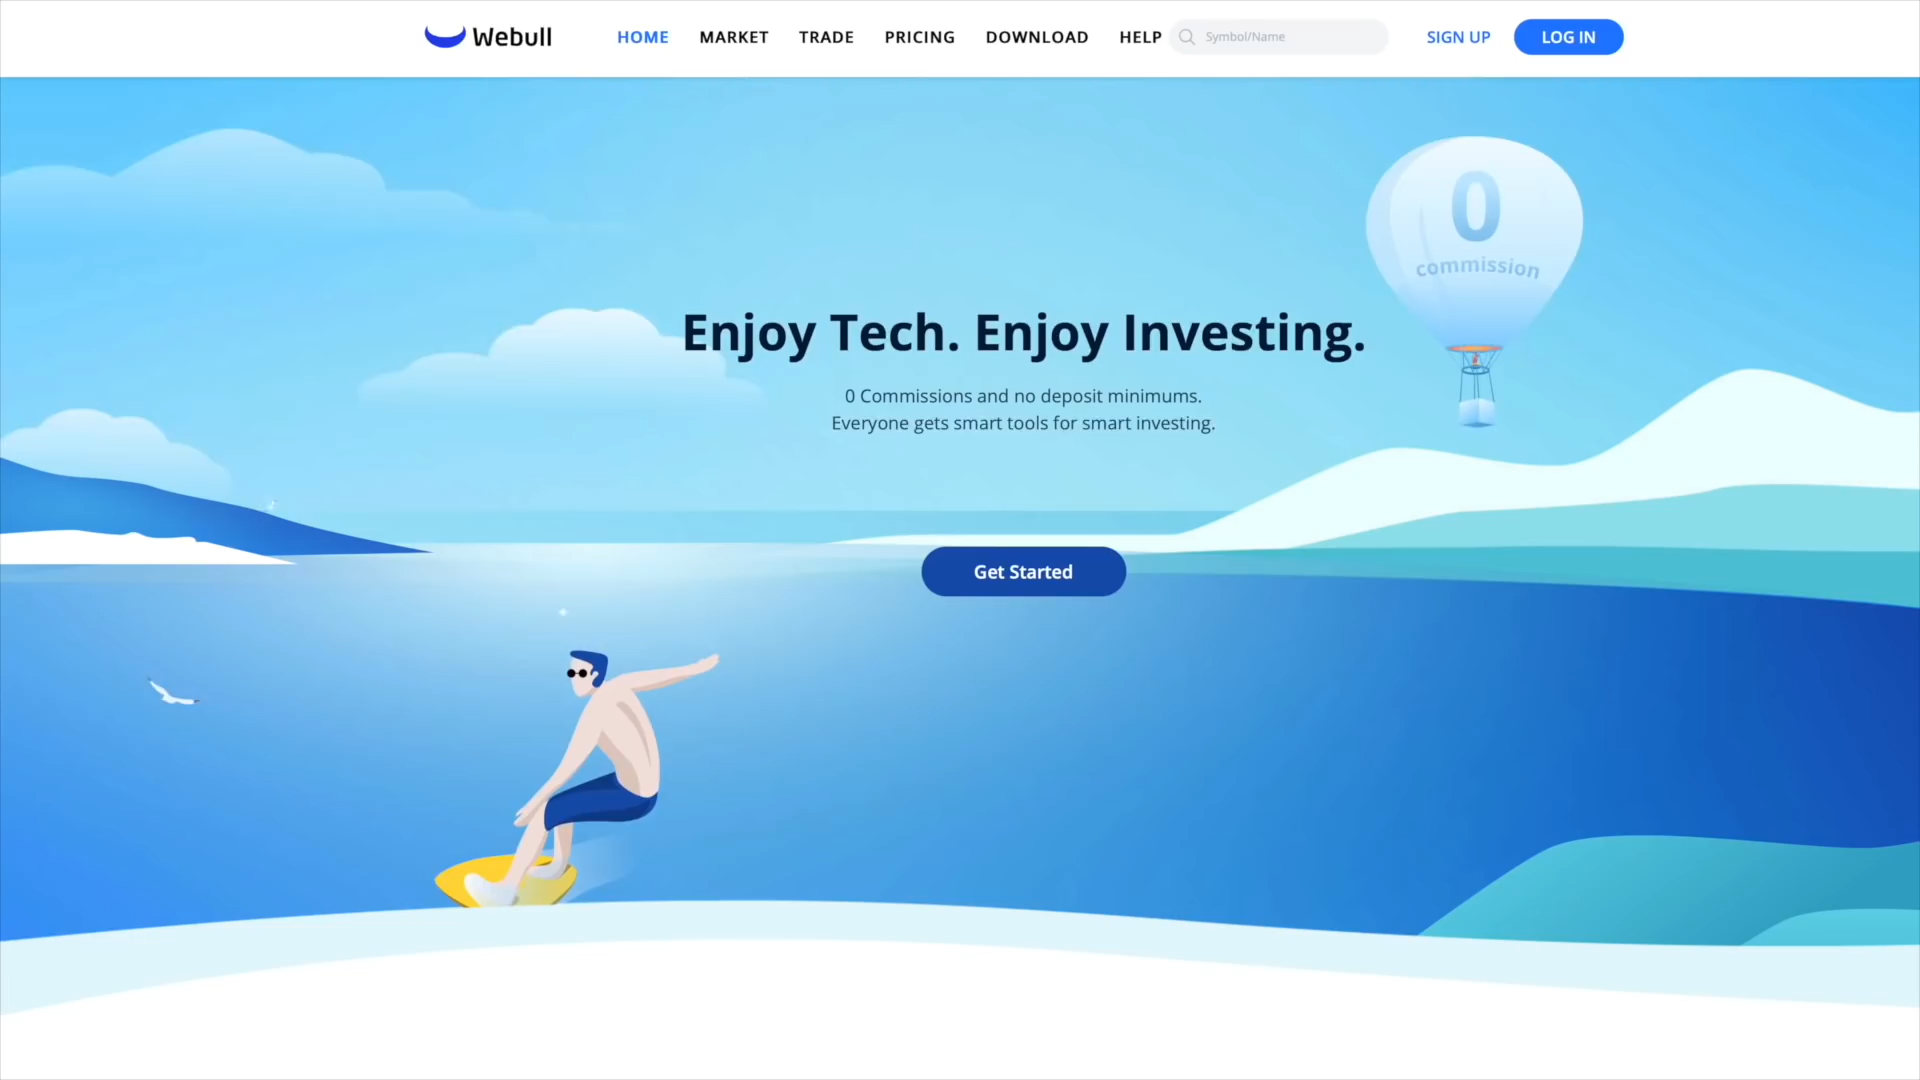 Webull
HOME MARKET TRADE PRICING DOWNLOAD HELP
Symbol/Name
SIGN UP
LOG IN
0
commission
Enjoy Tech. Enjoy Investing.
0 Commissions and no deposit minimums.
Everyone gets smart tools for smart investing.
Get Started